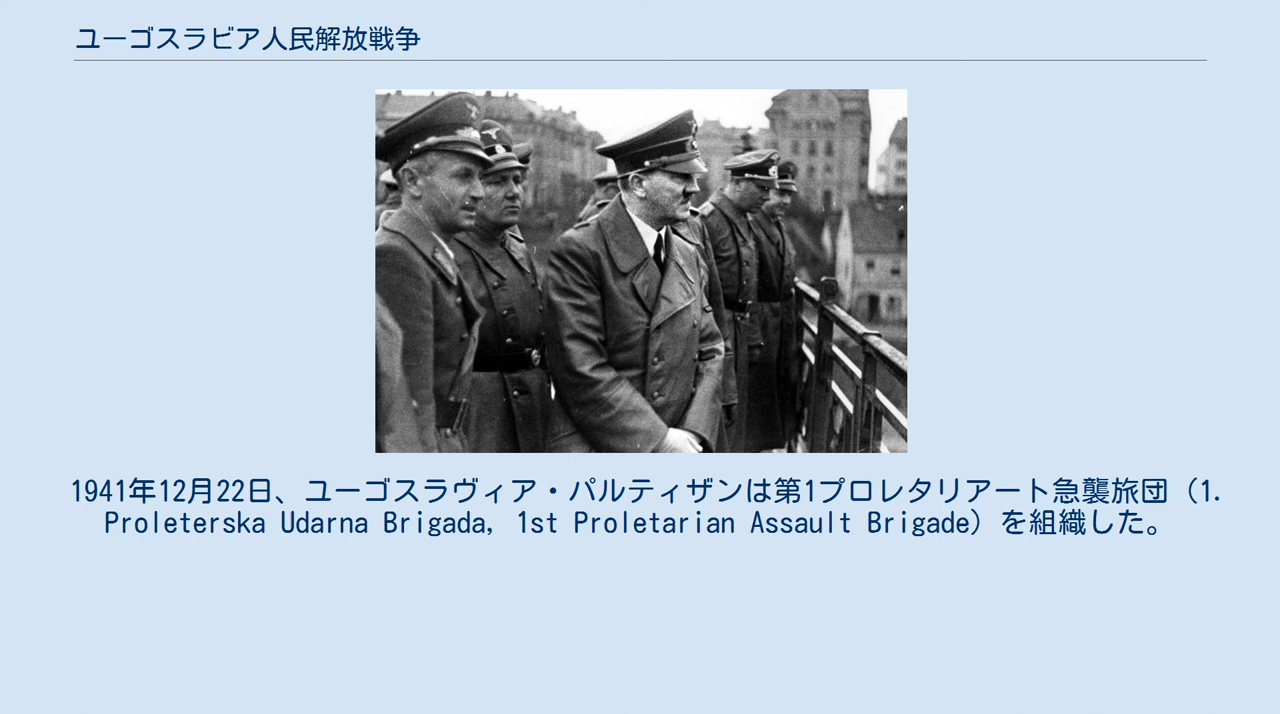 ユーゴスラビア人民解放戦争
1941年12月22日、ユーゴスラヴィア・パルティザンは第1プロレタリアート急襲旅団（1.
Proleterska Udarna Brigada, 1st Proletarian Assault Brigade）を組織した。